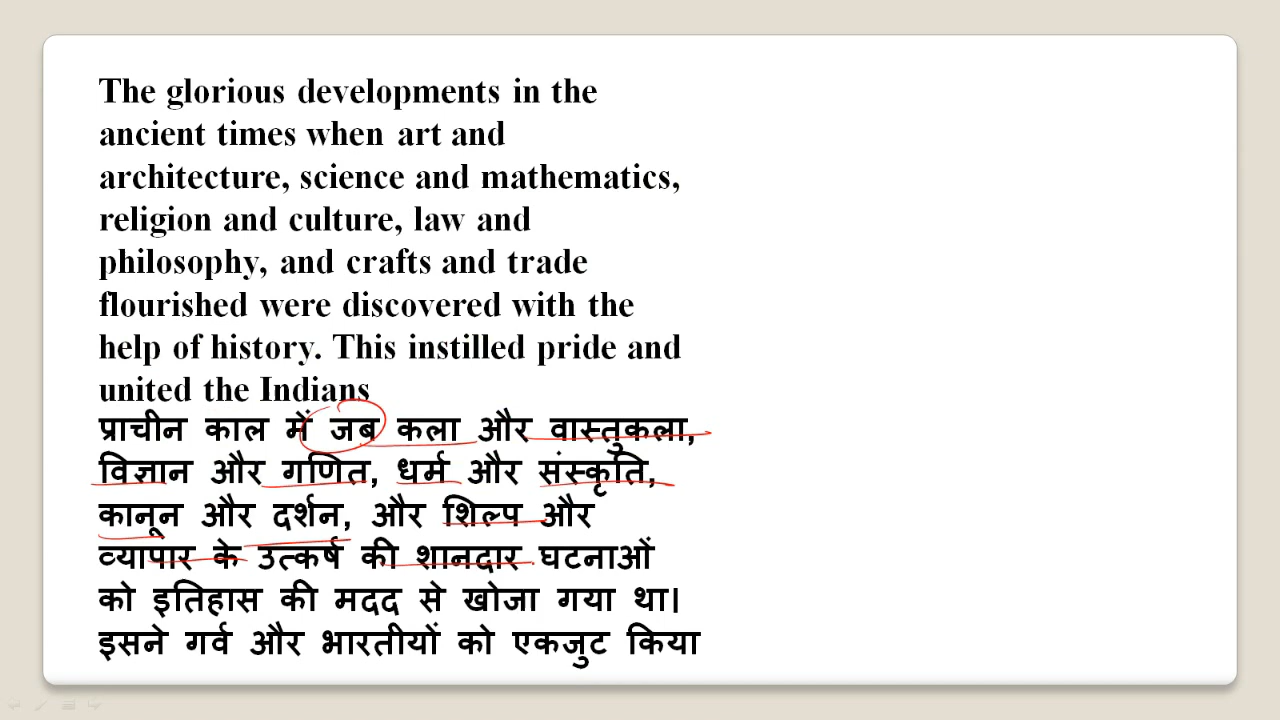 The glorious developments in the
ancient times when art and
architecture, science and mathematics,
religion and culture, law and
philosophy, and crafts and trade
flourished were discovered with the
help of history. This instilled pride and
united the Indians
प्राचीन काल में जब कला और वास्तुकला,
विज्ञान और गणित, धर्म और संस्कृति,
कानून और दर्शन, और शिल्प और
व्यापार के उत्कर्ष की शानदार घटनाओं
को इतिहास की मदद से खोजा गया था।
इसने गर्व और भारतीयों को एकजुट किया